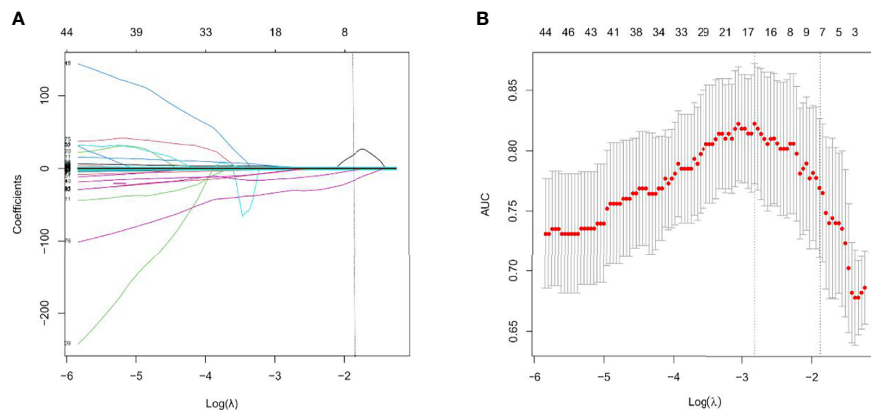 A
44 39 33 18 8
100
0
−100
−200
Coefficients
−6 −5 −4 −3 −2
Log(λ)
B
44 46 43 41 38 34 33 29 21 17 16 8 9 7 5 3
0.85
0.80
0.75
0.70
0.65
AUC
−6 −5 −4 −3 −2
Log(λ)